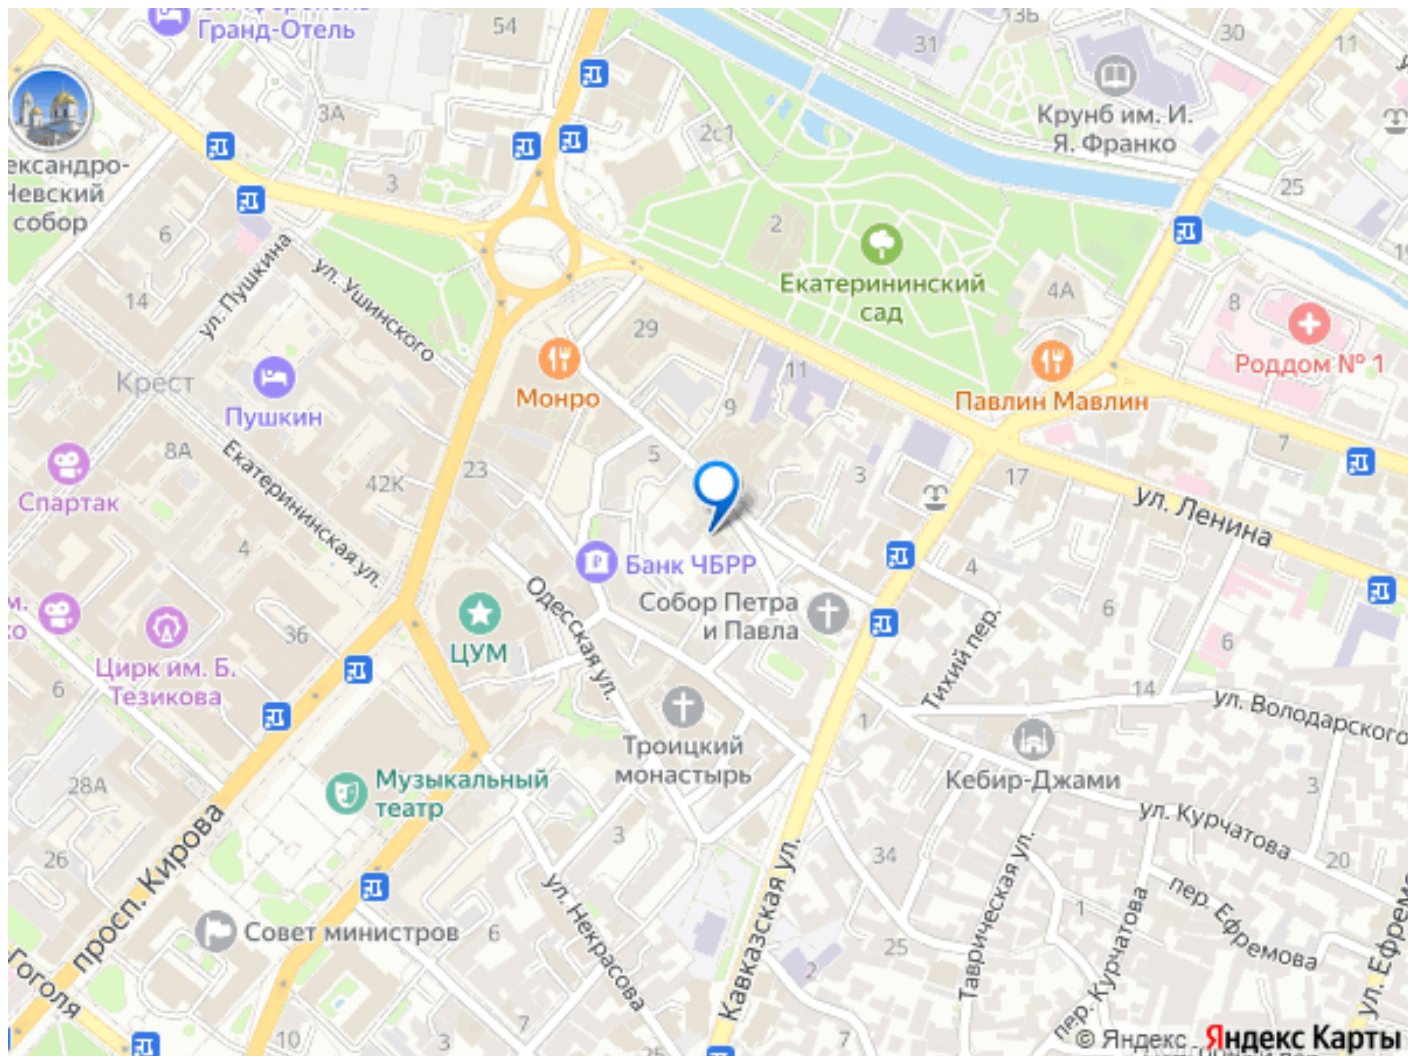 Гранд-Отель
54
13Б
31
30
11
3А
2с1
Крунб им. И.
Я. Франко
Невский
собор
3
25
6
2
ул. Пушкина
Екатерининский
сад
14
ул. Ушинского
4А
8
29
Роддом № 1
Крест
Монро
11
Павлин Мавлин
Пушкин
9
7
8А
5
Спартак
42К
23
3
17
ул. Ленина
Екатерининская ул.
4
Банк ЧБРР
4
6
Одесская ул.
Собор Петра
и Павла
36
ЦУМ
Тихий пер.
6
Цирк им. Б.
Тезикова
6
14
ул. Володарского
1
Троицкий
монастырь
Кебир-Джами
28А
Музыкальный
театр
3
ул. Курчатова
3
26
просп. Кирова
34
20
ул. Некрасова
Кавказская ул.
Таврическая ул.
1
пер. Ефремова
Совет министров
6
25
пер. Курчатова
Гоголя
2
10
3
7
7
© Яндекс
Яндекс Карты